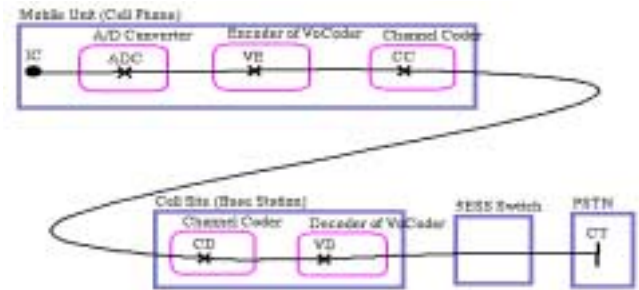 Mobile Unit (Cell Phone)
A/D Converter
Encoder of VoCoder
Channel Coder
IC
ADC
VE
CC
Cell Site (Base Station)
5ESS Switch
PSTN
Channel Coder
Decoder of VoCoder
CD
VD
CT